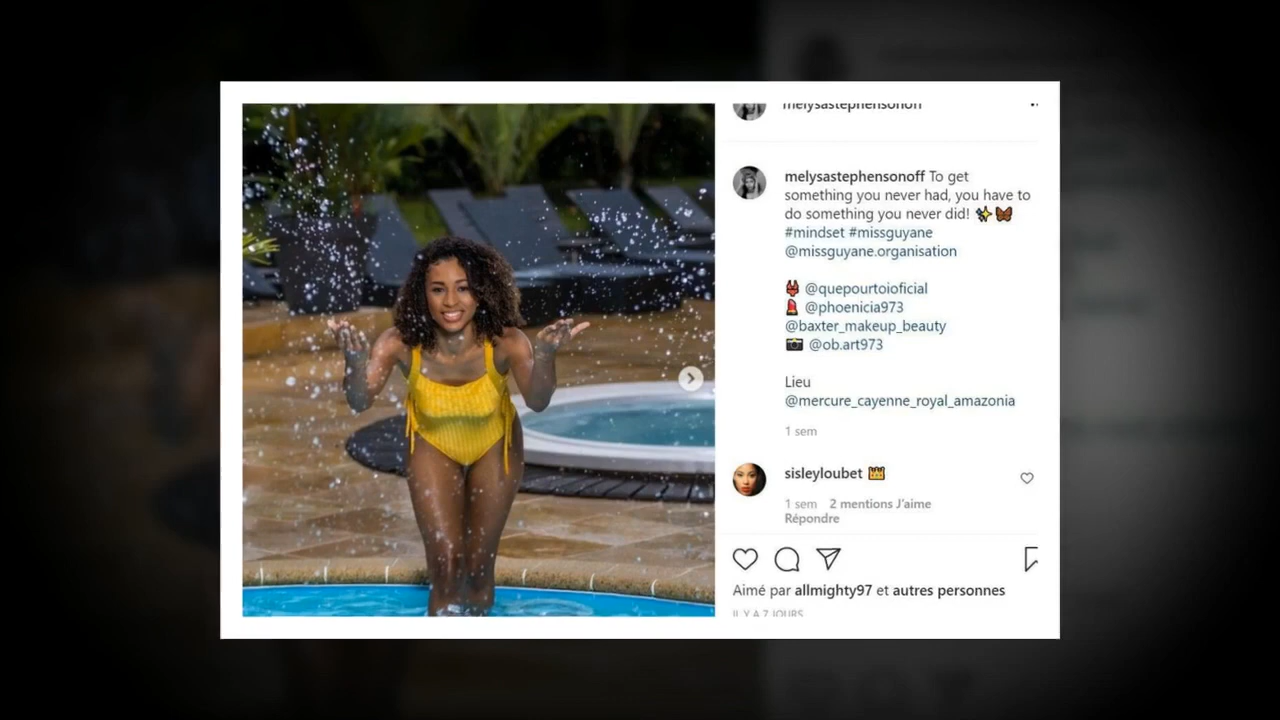 melysastephensonoff
melysastephensonoff To get
something you never had, you have to
do something you never did! ✨🦋
#mindset #missguyane
@missguyane.organisation
👙 @quepourtoioficial
💄 @phoenicia973
@baxter_makeup_beauty
📷 @ob.art973
Lieu
@mercure_cayenne_royal_amazonia
1 sem
sisleyloubet 👑
1 sem 2 mentions J'aime
Répondre
Aimé par allmighty97 et autres personnes
IL Y A 7 JOURS